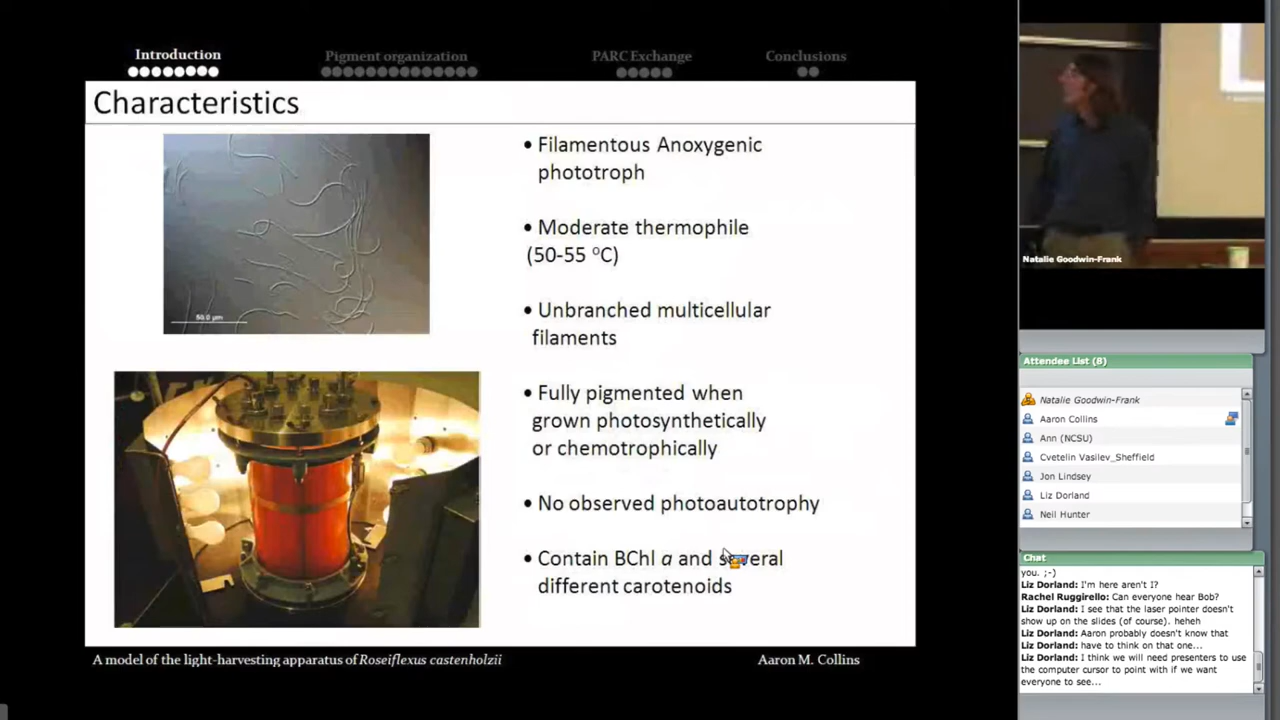 Introduction
Pigment organization
PARC Exchange
Conclusions
Characteristics
50.0 µm
• Filamentous Anoxygenic
phototroph
• Moderate thermophile
(50-55 ºC)
• Unbranched multicellular
filaments
• Fully pigmented when
grown photosynthetically
or chemotrophically
• No observed photoautotrophy
• Contain BChl a and several
different carotenoids
A model of the light-harvesting apparatus of Roseiflexus castenholzii
Aaron M. Collins
Natalie Goodwin-Frank
Attendee List (8)
Natalie Goodwin-Frank
Aaron Collins
Ann (NCSU)
Cvetelin Vasilev_Sheffield
Jon Lindsey
Liz Dorland
Neil Hunter
Chat
you. ;-)
Liz Dorland: I'm here aren't I?
Rachel Ruggirello: Can everyone hear Bob?
Liz Dorland: I see that the laser pointer doesn't
show up on the slides (of course). heheh
Liz Dorland: Aaron probably doesn't know that
Liz Dorland: have to think on that one...
Liz Dorland: I think we will need presenters to use
the computer cursor to point with if we want
everyone to see...